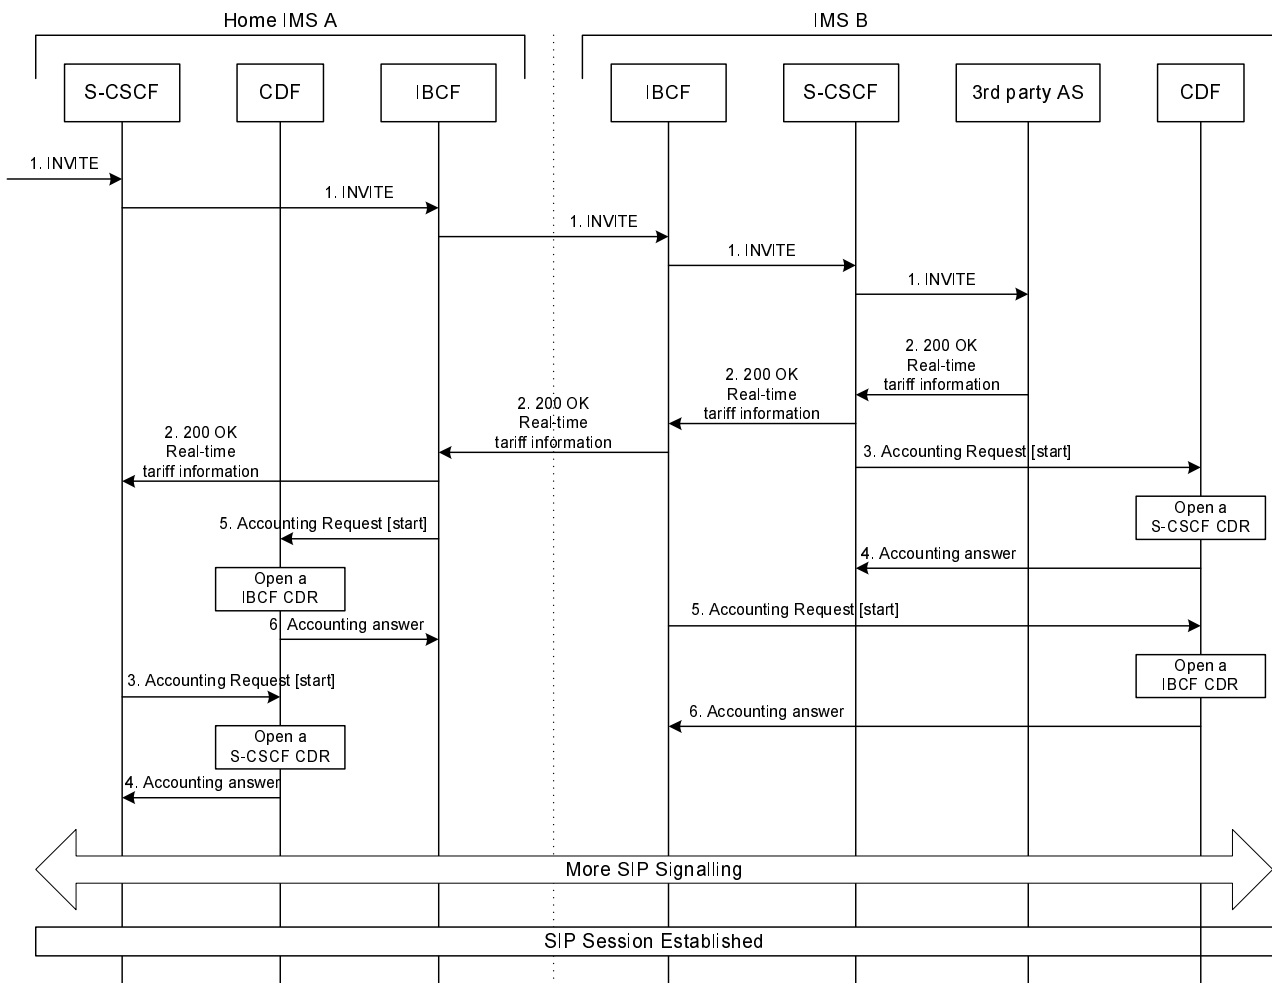 Home IMS A
IMS B
S-CSCF
CDF
IBCF
IBCF
S-CSCF
3rd party AS
CDF
1. INVITE
1. INVITE
1. INVITE
1. INVITE
1. INVITE
2. 200 OK
Real-time
tariff information
2. 200 OK
Real-time
tariff information
2. 200 OK
Real-time
tariff information
2. 200 OK
Real-time
tariff information
3. Accounting Request [start]
Open a
S-CSCF CDR
5. Accounting Request [start]
4. Accounting answer
Open a
IBCF CDR
5. Accounting Request [start]
6. Accounting answer
Open a
IBCF CDR
3. Accounting Request [start]
6. Accounting answer
Open a
S-CSCF CDR
4. Accounting answer
More SIP Signalling
SIP Session Established